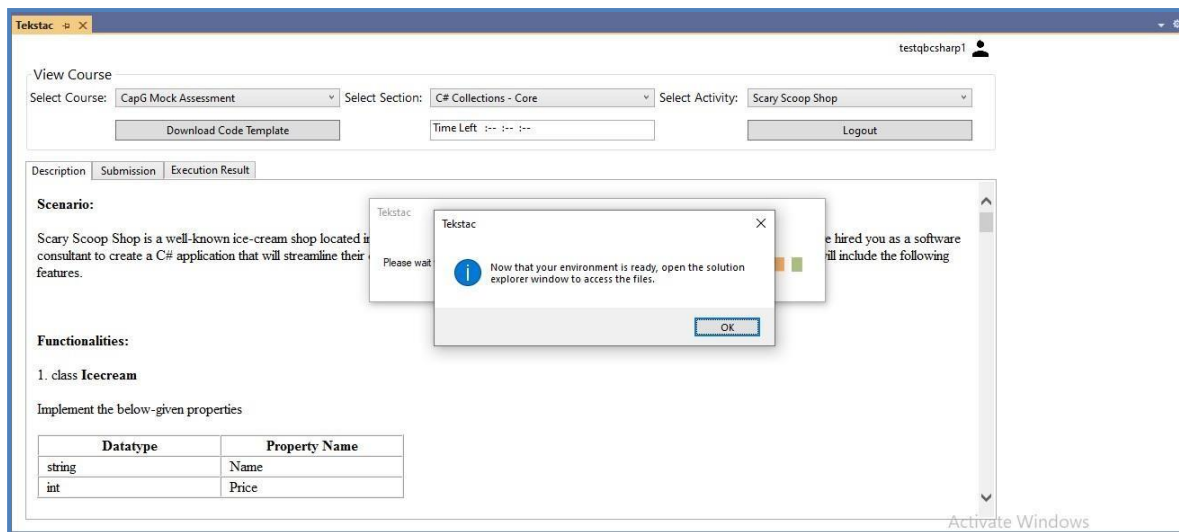 Tekstac
testqbcsharp1
View Course
Select Course: CapG Mock Assessment Select Section: C# Collections - Core Select Activity: Scary Scoop Shop
Download Code Template Time Left :-- :-- :-- Logout
Description Submission Execution Result
Scenario:
Scary Scoop Shop is a well-known ice-cream shop located in e hired you as a software
consultant to create a C# application that will streamline their ill include the following
features.
Tekstac
Please wait
Tekstac
Now that your environment is ready, open the solution
explorer window to access the files.
OK
Functionalities:
1. class Icecream
Implement the below-given properties
Datatype Property Name
string Name
int Price
Activate Windows